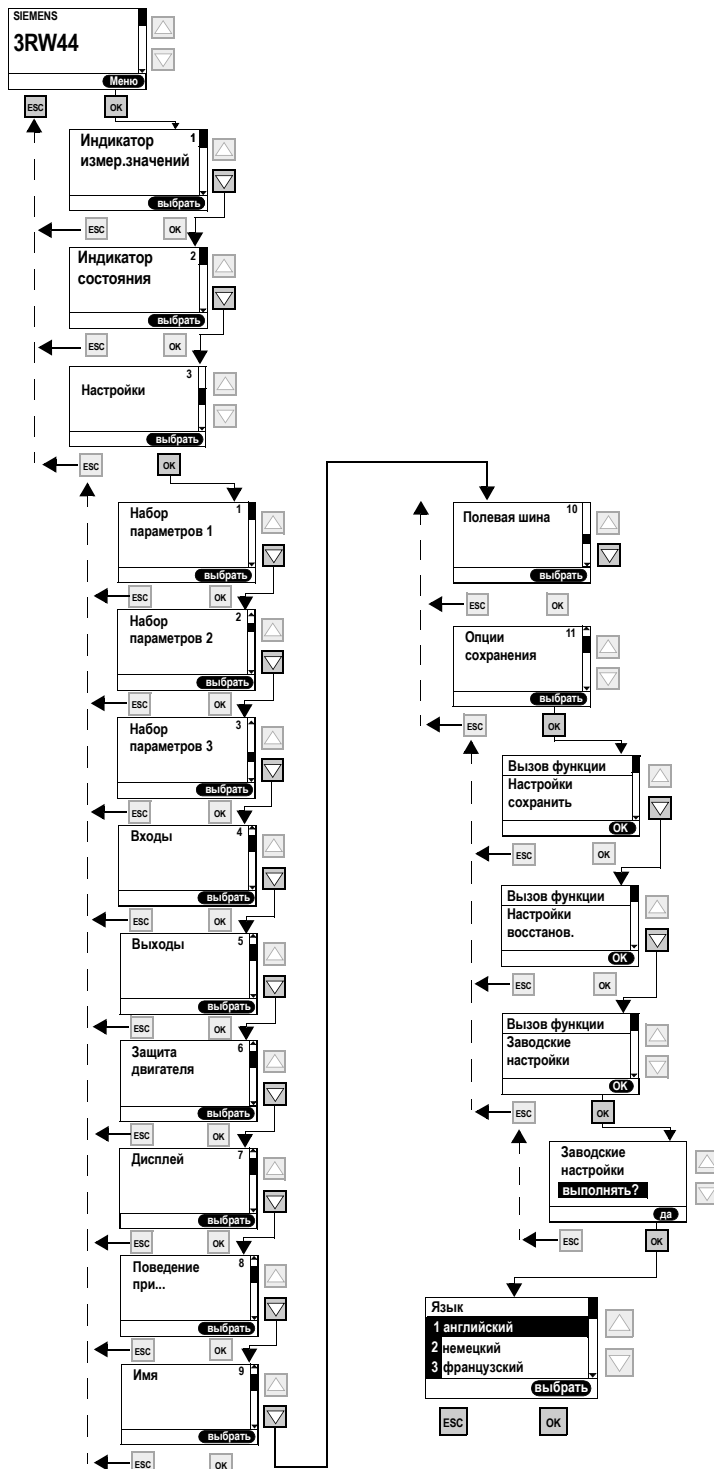 SIEMENS
3RW44
Меню
ESC
OK
Индикатор 1
измер.значений
выбрать
ESC
OK
Индикатор 2
состояния
выбрать
ESC
OK
3
Настройки
выбрать
ESC
OK
Набор 1
параметров 1
выбрать
ESC
OK
Набор 2
параметров 2
выбрать
ESC
OK
Набор 3
параметров 3
выбрать
ESC
OK
Входы 4
выбрать
ESC
OK
Выходы 5
выбрать
ESC
OK
Защита 6
двигателя
выбрать
ESC
OK
Дисплей 7
выбрать
ESC
OK
Поведение 8
при...
выбрать
ESC
OK
Имя 9
выбрать
ESC
OK
Полевая шина 10
выбрать
ESC
OK
Опции 11
сохранения
выбрать
ESC
OK
Вызов функции
Настройки
сохранить
OK
ESC
OK
Вызов функции
Настройки
восстанов.
OK
ESC
OK
Вызов функции
Заводские
настройки
OK
ESC
OK
Заводские
настройки
выполнять?
да
ESC
OK
Язык
1 английский
2 немецкий
3 французский
выбрать
ESC
OK